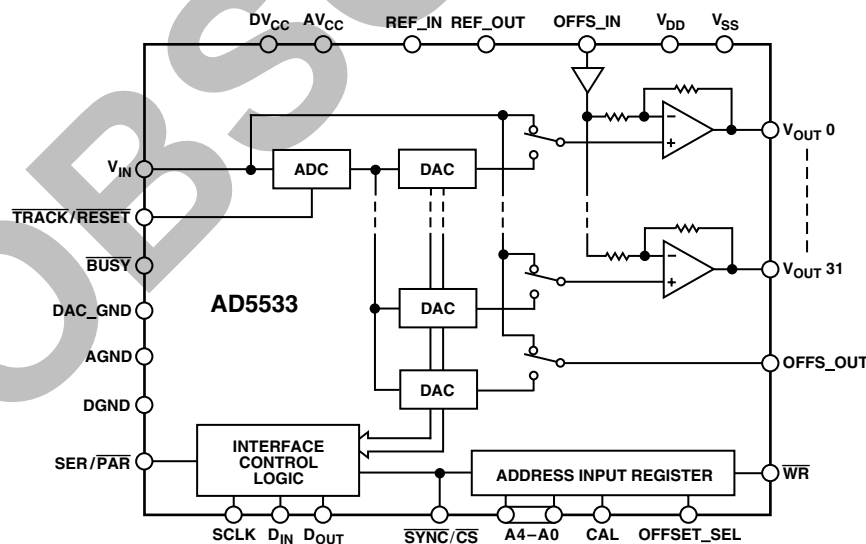 DVCC AVCC REF_IN REF_OUT OFFS_IN VDD VSS
VIN
ADC
DAC
VOUT 0
TRACK/RESET
BUSY
DAC_GND
AD5533
DAC
VOUT 31
AGND
DAC
OFFS_OUT
DGND
SER/PAR
INTERFACE
CONTROL
LOGIC
ADDRESS INPUT REGISTER
WR
SCLK DIN DOUT SYNC/CS A4–A0 CAL OFFSET_SEL